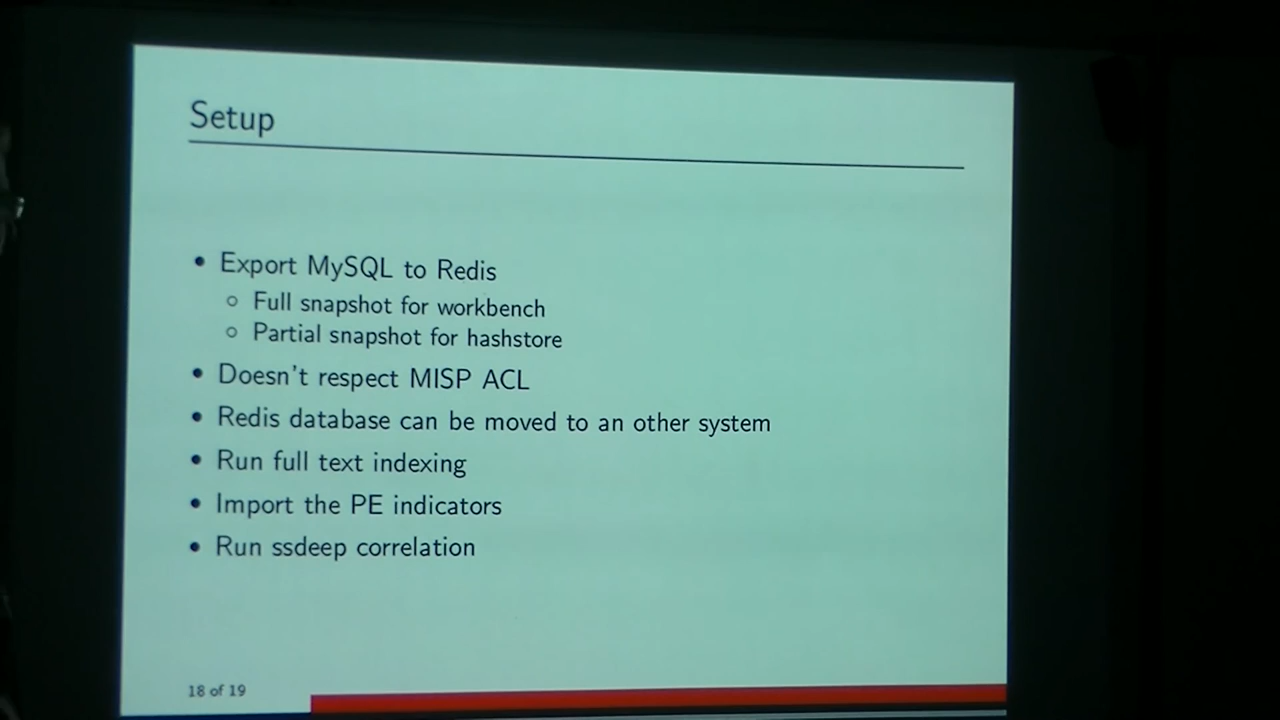 Setup
• Export MySQL to Redis
◦ Full snapshot for workbench
◦ Partial snapshot for hashstore
• Doesn't respect MISP ACL
• Redis database can be moved to an other system
• Run full text indexing
• Import the PE indicators
• Run ssdeep correlation
18 of 19